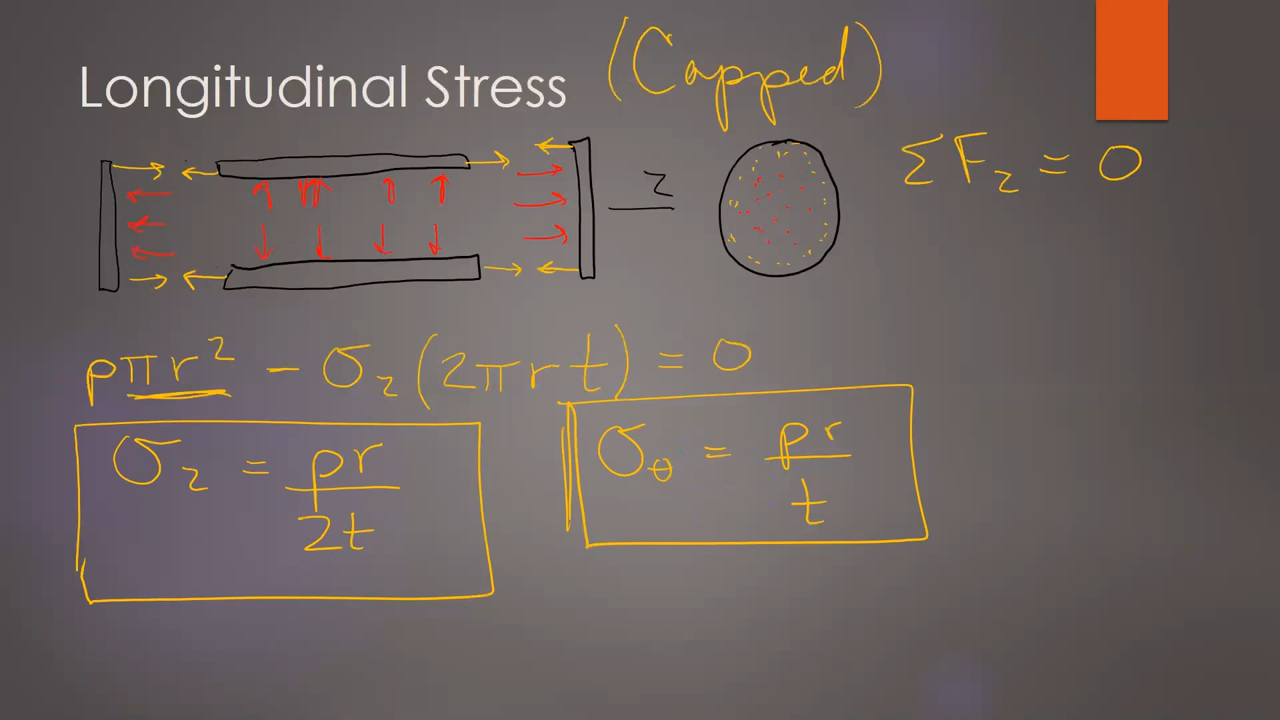 Longitudinal Stress (Capped)
z
ΣF_z = 0
pπr² - σ_z (2πrt) = 0
σ_z = pr/2t
σ_θ = pr/t